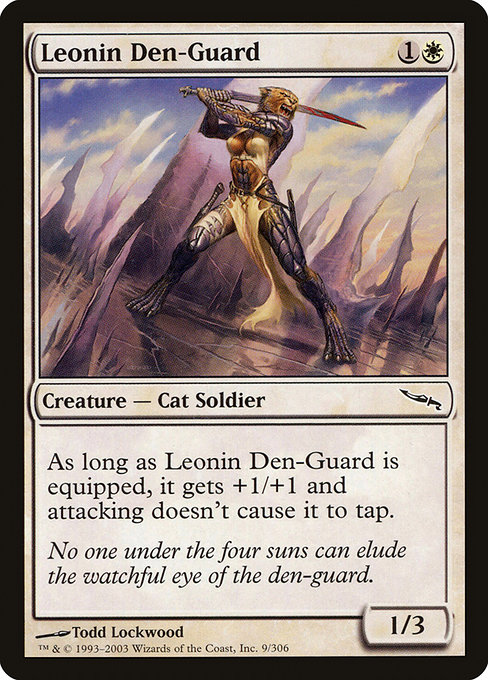 Leonin Den-Guard 1
Creature — Cat Soldier
As long as Leonin Den-Guard is
equipped, it gets +1/+1 and
attacking doesn't cause it to tap.
No one under the four suns can elude
the watchful eye of the den-guard.
Todd Lockwood
1/3
™ & © 1993–2003 Wizards of the Coast, Inc. 9/306